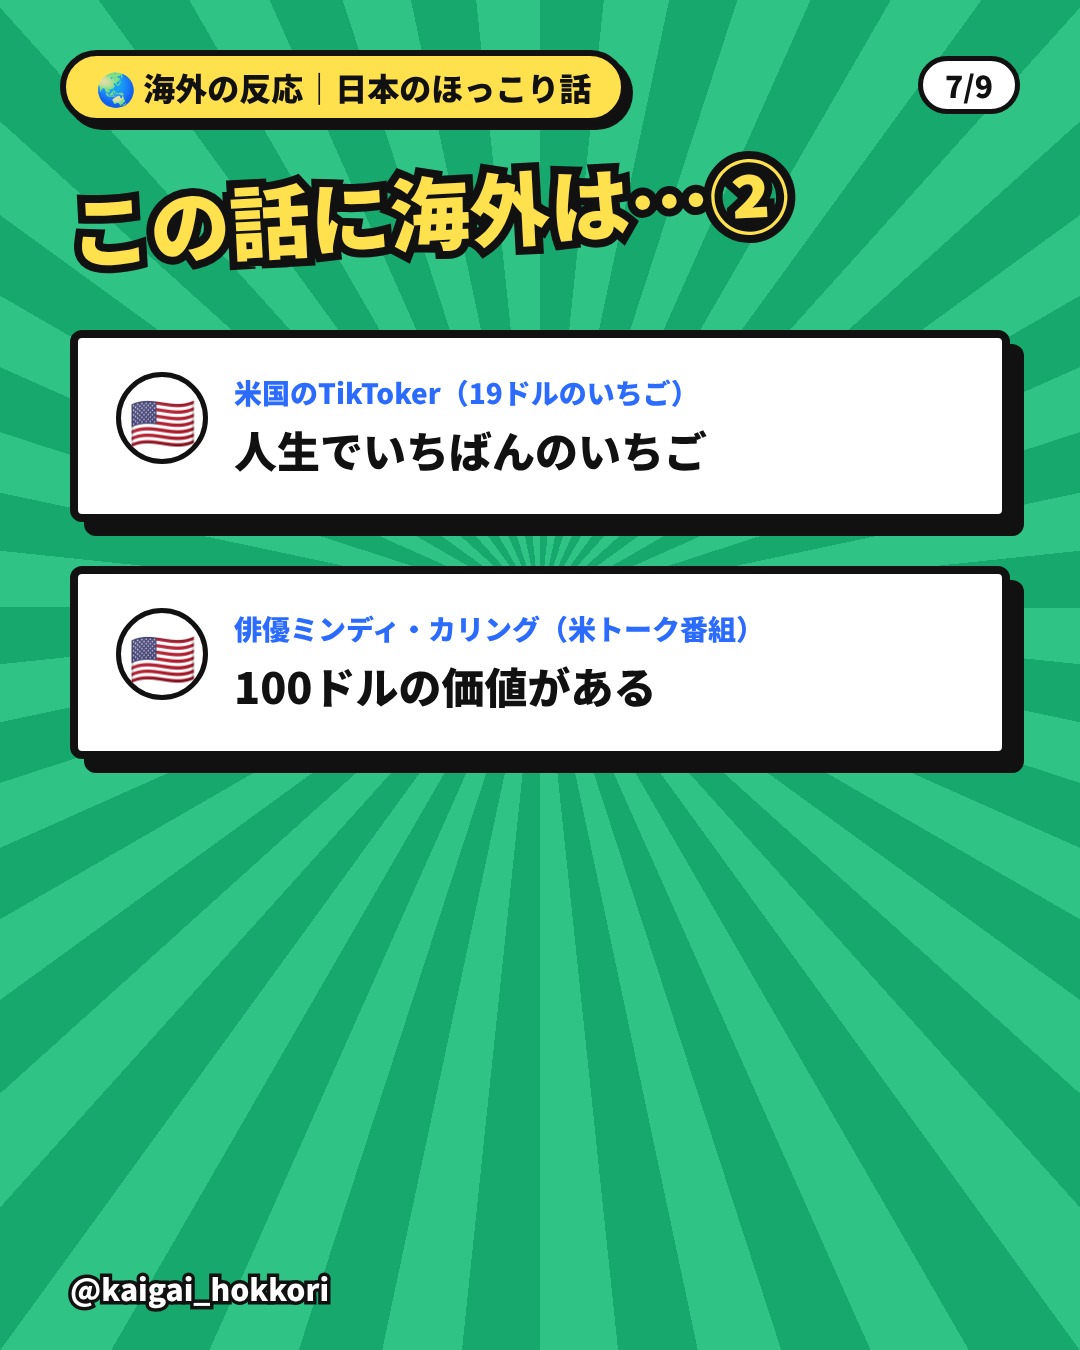 🌏 海外の反応｜日本のほっこり話
7/9
この話に海外は…②
米国のTikToker（19ドルのいちご）
人生でいちばんのいちご
俳優ミンディ・カリング（米トーク番組）
100ドルの価値がある
@kaigai_hokkori